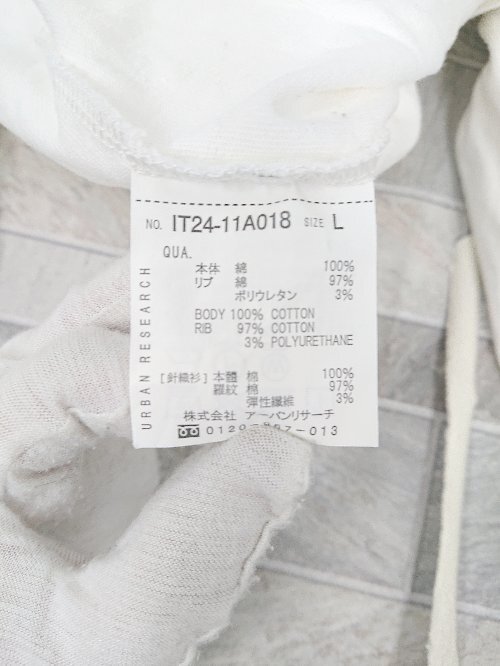 NO. IT24-11A018 SIZE L
QUA.
本体 綿 100%
リブ 綿 97%
ポリウレタン 3%
BODY 100% COTTON
RIB 97% COTTON
3% POLYURETHANE
[針織衫] 本體 棉 100%
羅紋 棉 97%
弾性纖維 3%
株式会社 アーバンリサーチ
URBAN RESEARCH